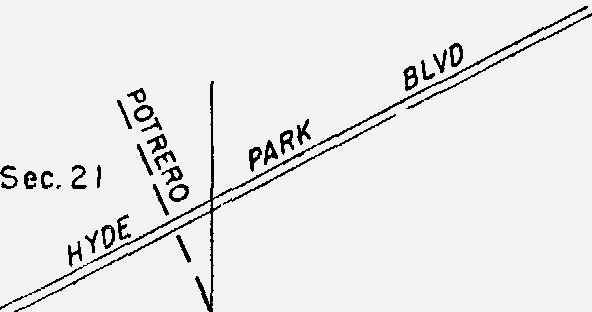 POTRERO
HYDE PARK BLVD
Sec. 21